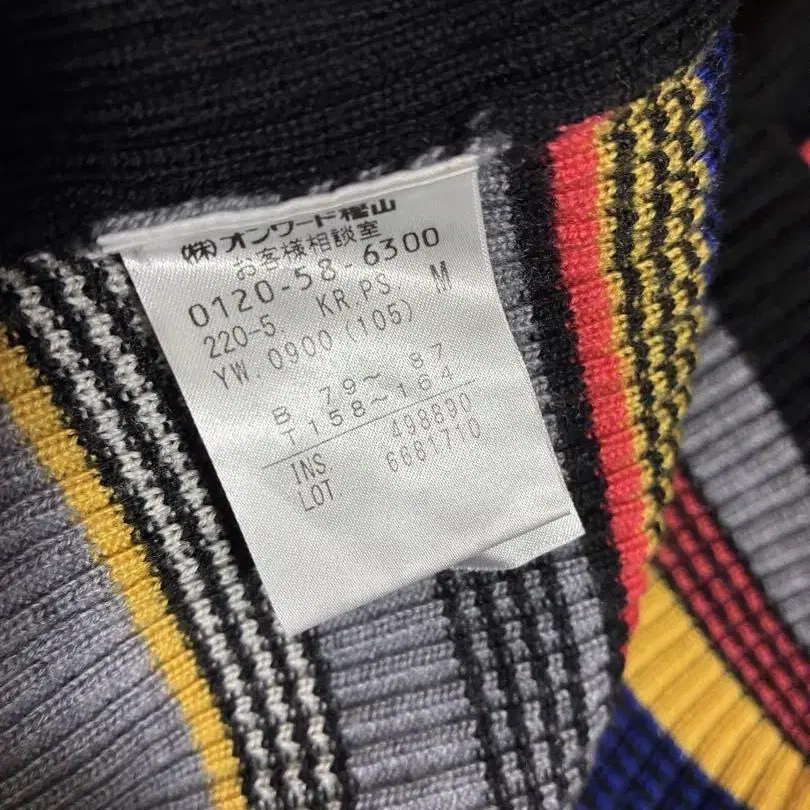 (株)オンワード樫山
お客様相談室
0120-58-6300
220-5. KR.PS. M
YW.0900(105)
B 79~ 87
T158~164
INS 498890
LOT. 6681710